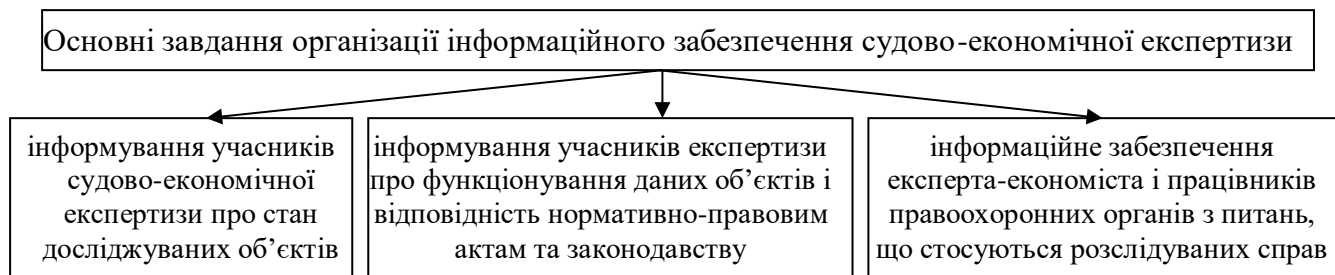 Основні завдання організації інформаційного забезпечення судово-економічної експертизи
інформування учасників
судово-економічної
експертизи про стан
досліджуваних об’єктів
інформування учасників експертизи
про функціонування даних об’єктів і
відповідність нормативно-правовим
актам та законодавству
інформаційне забезпечення
експерта-економіста і працівників
правоохоронних органів з питань,
що стосуються розслідуваних справ